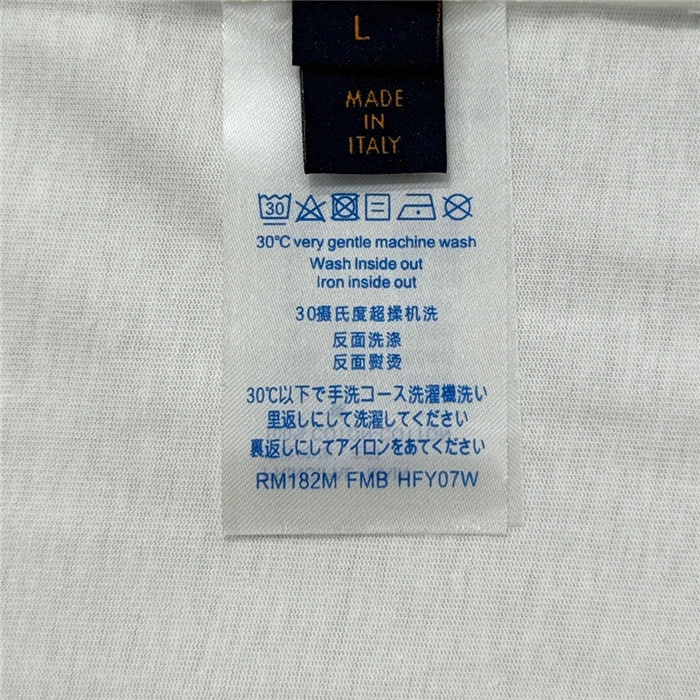 L
MADE
IN
ITALY
30
30℃ very gentle machine wash
Wash Inside out
Iron inside out
30摄氏度超揉机洗
反面洗涤
反面熨烫
30℃以下で手洗コース洗濯機洗い
里返しにして洗濯してください
裏返しにしてアイロンをあてください
RM182M FMB HFY07W